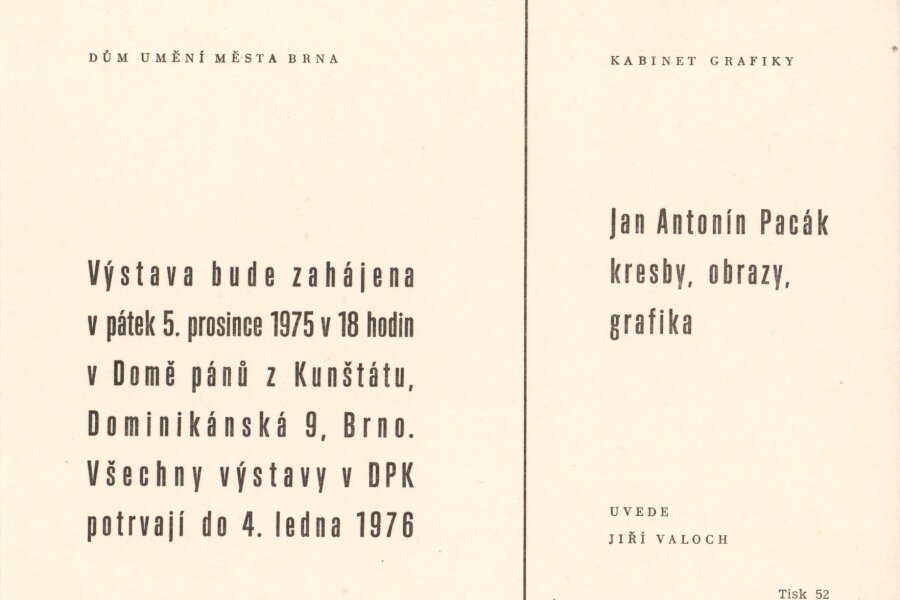 DŮM UMĚNÍ MĚSTA BRNA
Výstava bude zahájena
v pátek 5. prosince 1975 v 18 hodin
v Domě pánů z Kunštátu,
Dominikánská 9, Brno.
Všechny výstavy v DPK
potrvají do 4. ledna 1976
KABINET GRAFIKY
Jan Antonín Pacák
kresby, obrazy,
grafika
UVEDE
JIŘÍ VALOCH
Tisk 52